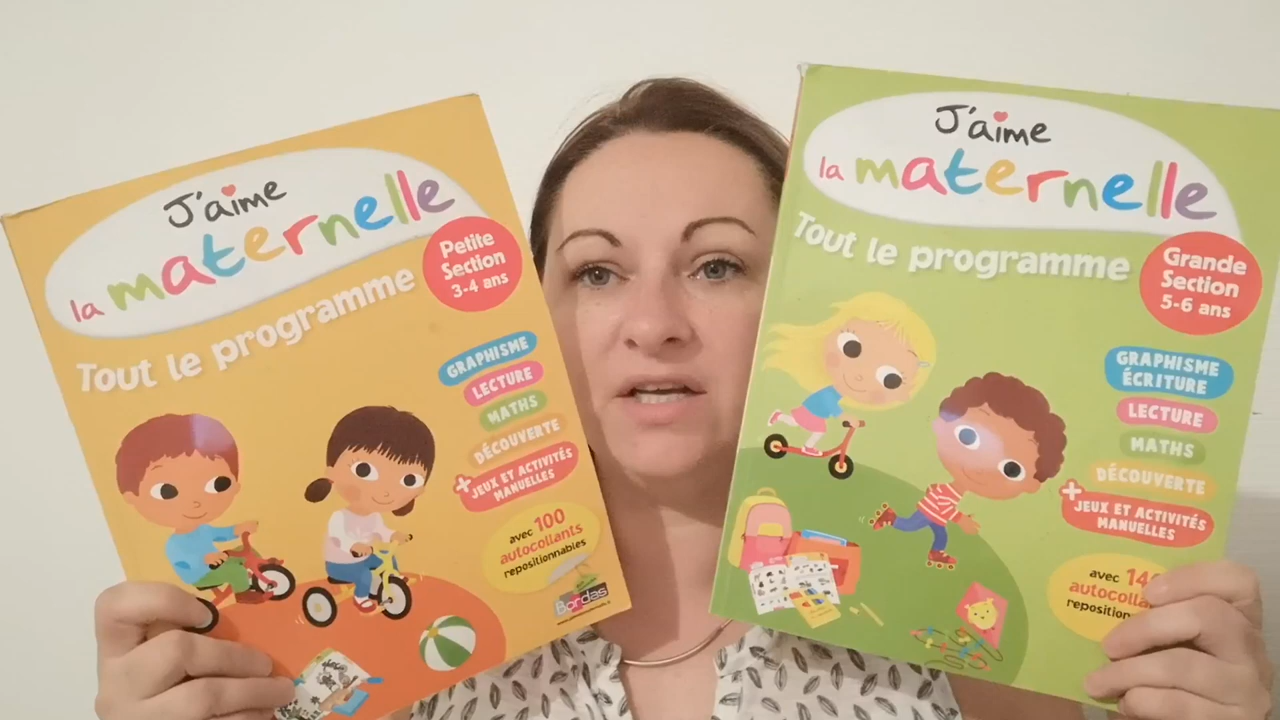 J'aime
la maternelle
Tout le programme
Petite
Section
3-4 ans
GRAPHISME
LECTURE
MATHS
DÉCOUVERTE
+ JEUX ET ACTIVITÉS
MANUELLES
avec 100
autocollants
repositionnables
Bordas
J'aime
la maternelle
Tout le programme
Grande
Section
5-6 ans
GRAPHISME
ÉCRITURE
LECTURE
MATHS
DÉCOUVERTE
+ JEUX ET ACTIVITÉS
MANUELLES
avec 14
autocolla
reposition